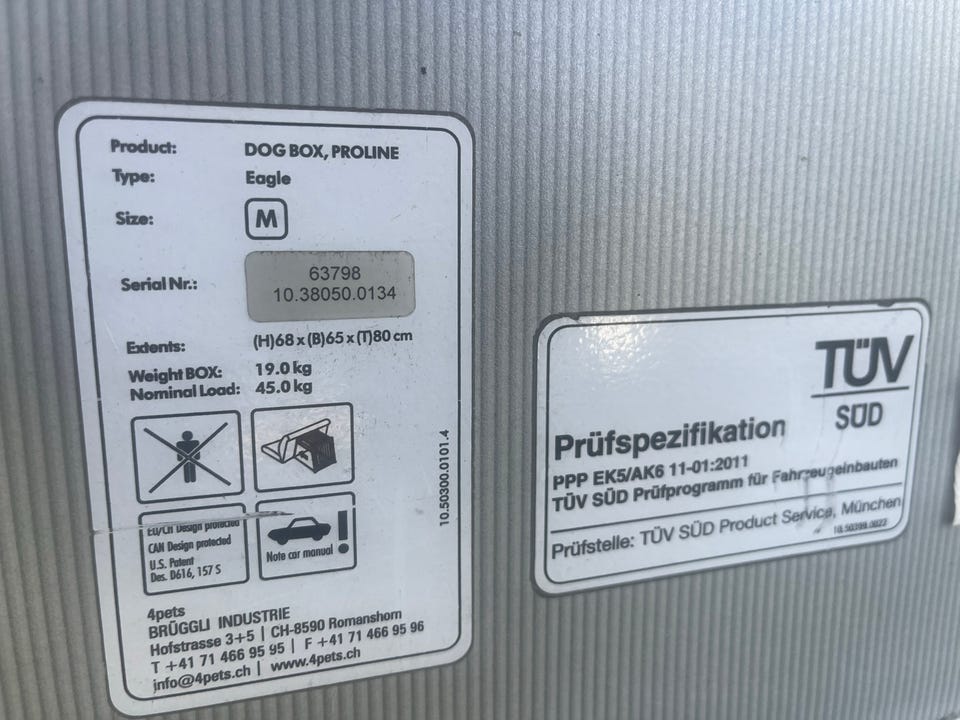 Product: DOG BOX, PROLINE
Type: Eagle
Size: M
Serial Nr.: 63798
10.38050.0134
Extents: (H)68 x (B)65 x (T)80 cm
Weight BOX: 19.0 kg
Nominal Load: 45.0 kg
EU/CH Design protected
CAN Design protected
U.S. Patent
Des. D616, 157 S
Note car manual !
10.50300.0101.4
4pets
BRÜGGLI INDUSTRIE
Hofstrasse 3+5 | CH-8590 Romanshorn
T +41 71 466 95 95 | F +41 71 466 95 96
info@4pets.ch | www.4pets.ch
TÜV
SÜD
Prüfspezifikation
PPP EK5/AK6 11-01:2011
TÜV SÜD Prüfprogramm für Fahrzeugeinbauten
Prüfstelle: TÜV SÜD Product Service, München
10.50399.0022